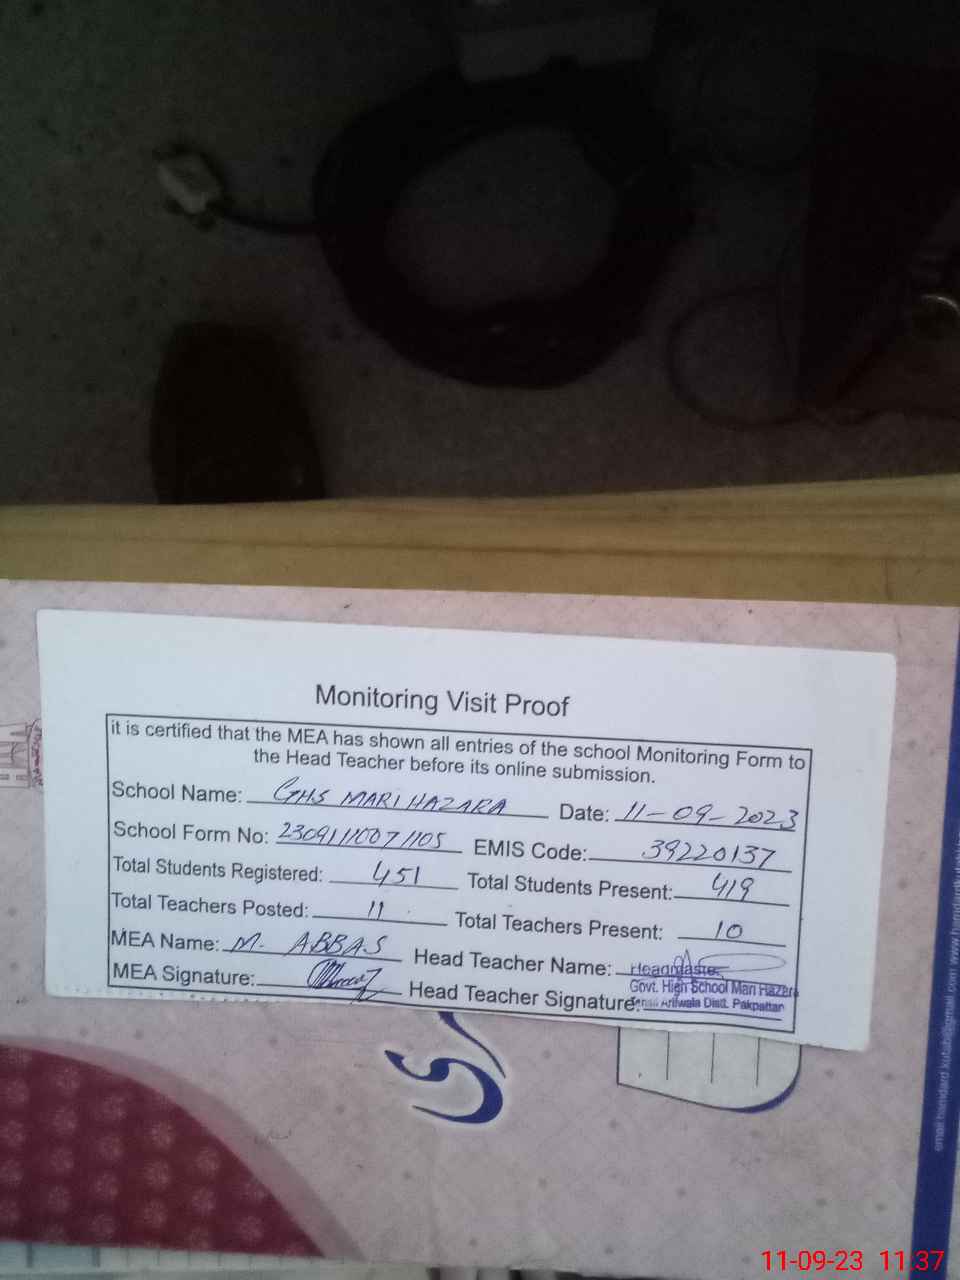 Monitoring Visit Proof
it is certified that the MEA has shown all entries of the school Monitoring Form to
the Head Teacher before its online submission.
School Name: GHS MARI HAZARA Date: 11-09-2023
School Form No: 23091110071105 EMIS Code: 39220137
Total Students Registered: 451 Total Students Present: 419
Total Teachers Posted: 11 Total Teachers Present: 10
MEA Name: M. ABBAS Head Teacher Name:
Headmaster
Govt. High School Mari Hazara
Arifwala Distt. Pakpattan
MEA Signature: Head Teacher Signature:
11-09-23 11:37